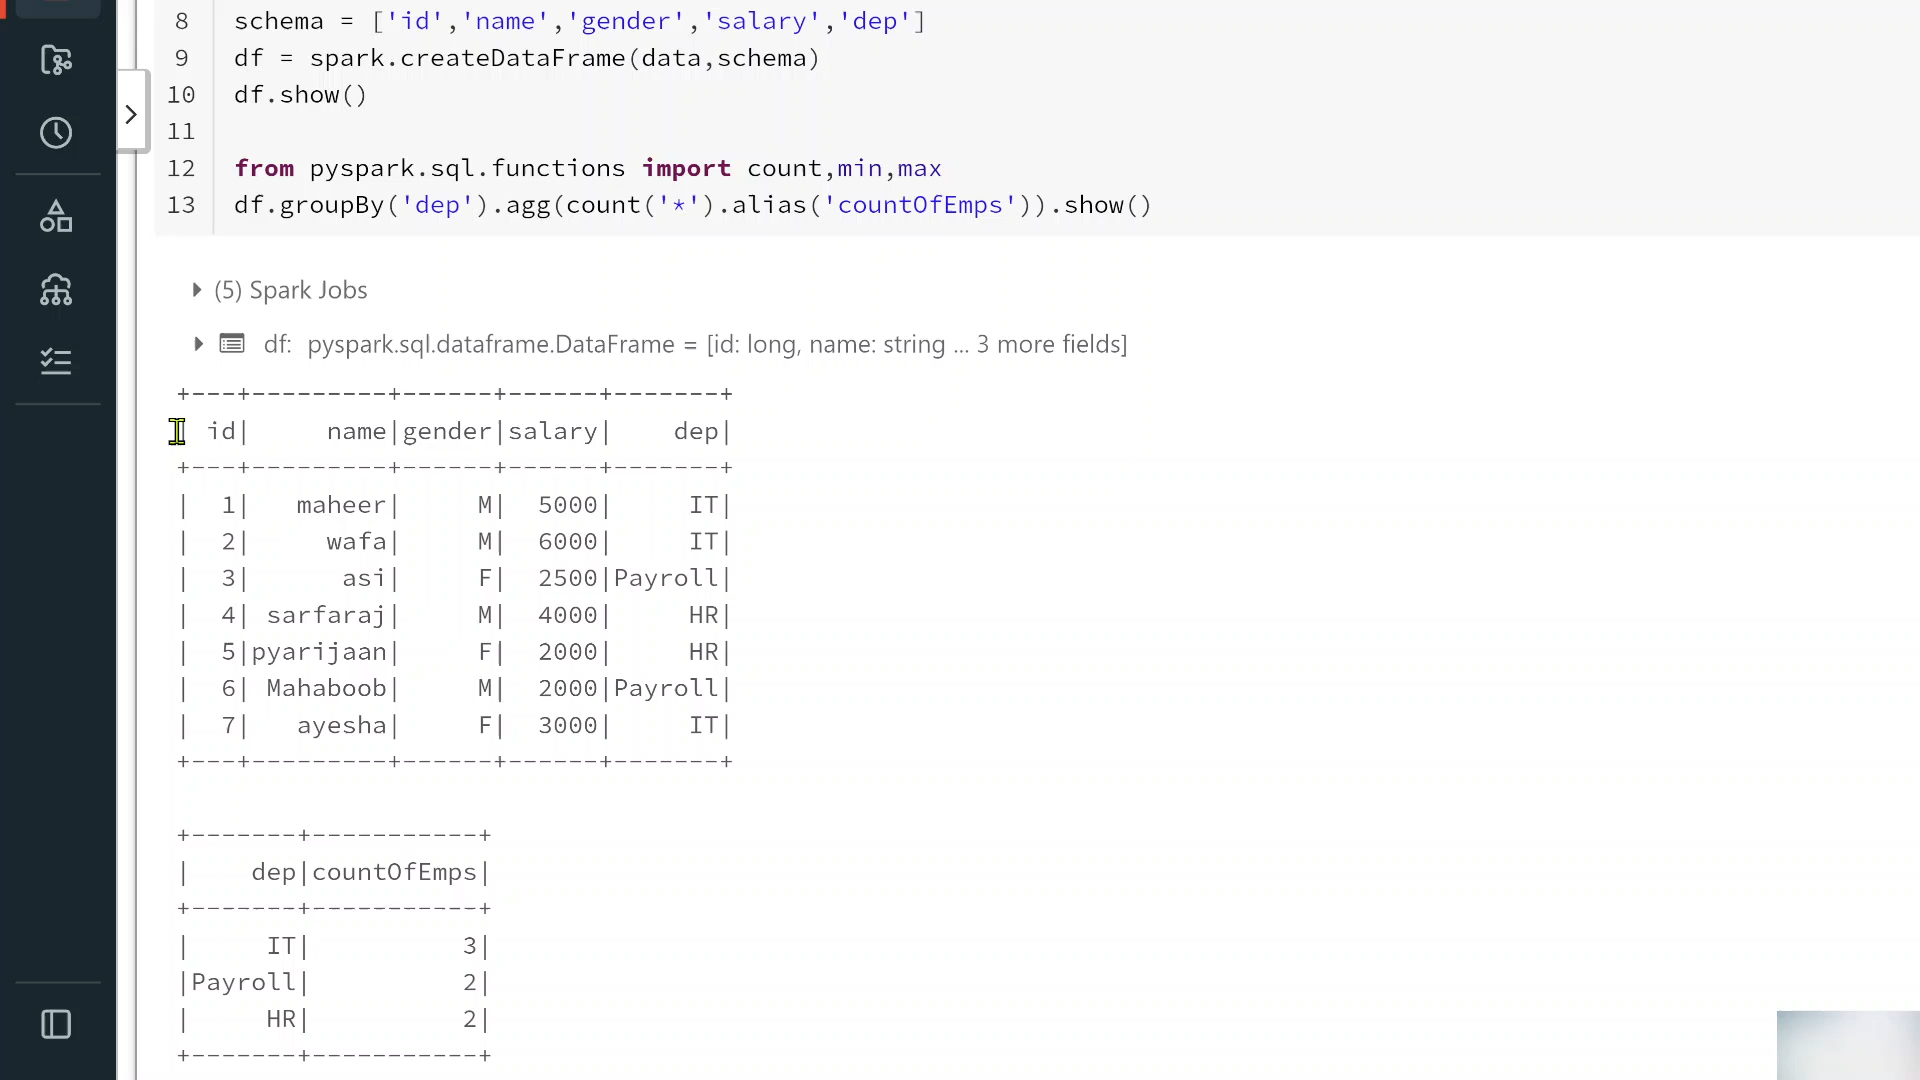 8 schema = ['id','name','gender','salary','dep']
9 df = spark.createDataFrame(data,schema)
10 df.show()
11
12 from pyspark.sql.functions import count,min,max
13 df.groupBy('dep').agg(count('*').alias('countOfEmps')).show()
(5) Spark Jobs
df: pyspark.sql.dataframe.DataFrame = [id: long, name: string ... 3 more fields]
+---+---------+------+------+-------+
| id|     name|gender|salary|    dep|
+---+---------+------+------+-------+
|  1|   maheer|     M|  5000|     IT|
|  2|     wafa|     M|  6000|     IT|
|  3|      asi|     F|  2500|Payroll|
|  4| sarfaraj|     M|  4000|     HR|
|  5|pyarijaan|     F|  2000|     HR|
|  6| Mahaboob|     M|  2000|Payroll|
|  7|   ayesha|     F|  3000|     IT|
+---+---------+------+------+-------+
+-------+-----------+
|    dep|countOfEmps|
+-------+-----------+
|     IT|          3|
|Payroll|          2|
|     HR|          2|
+-------+-----------+